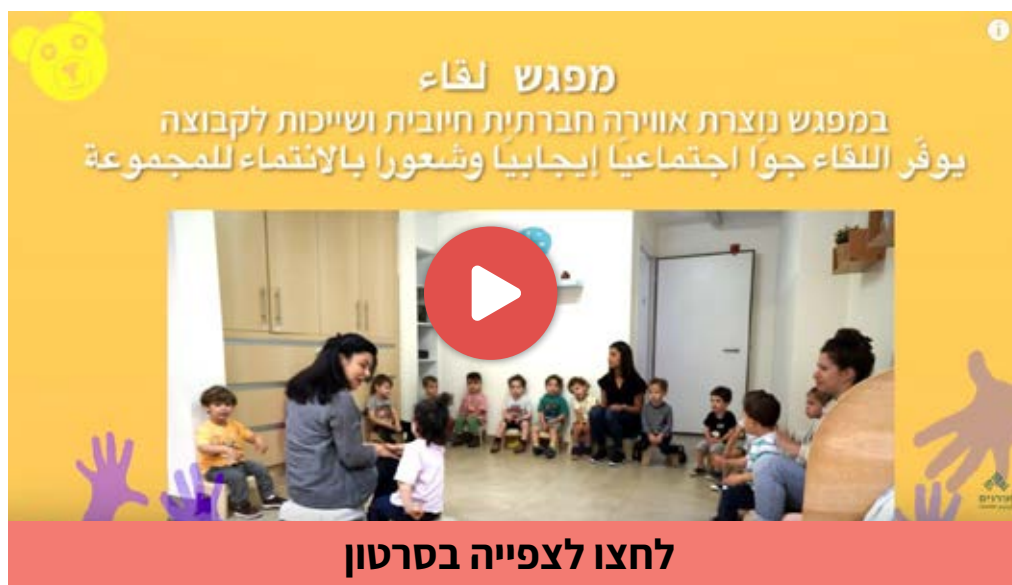 מפגש لقاء
במפגש נוצרת אווירה חברתית חיובית ושייכות לקבוצה
يوفّر اللقاء جوًا اجتماعيًا إيجابيًا وشعورا بالانتماء للمجموعة
לחצו לצפייה בסרטון